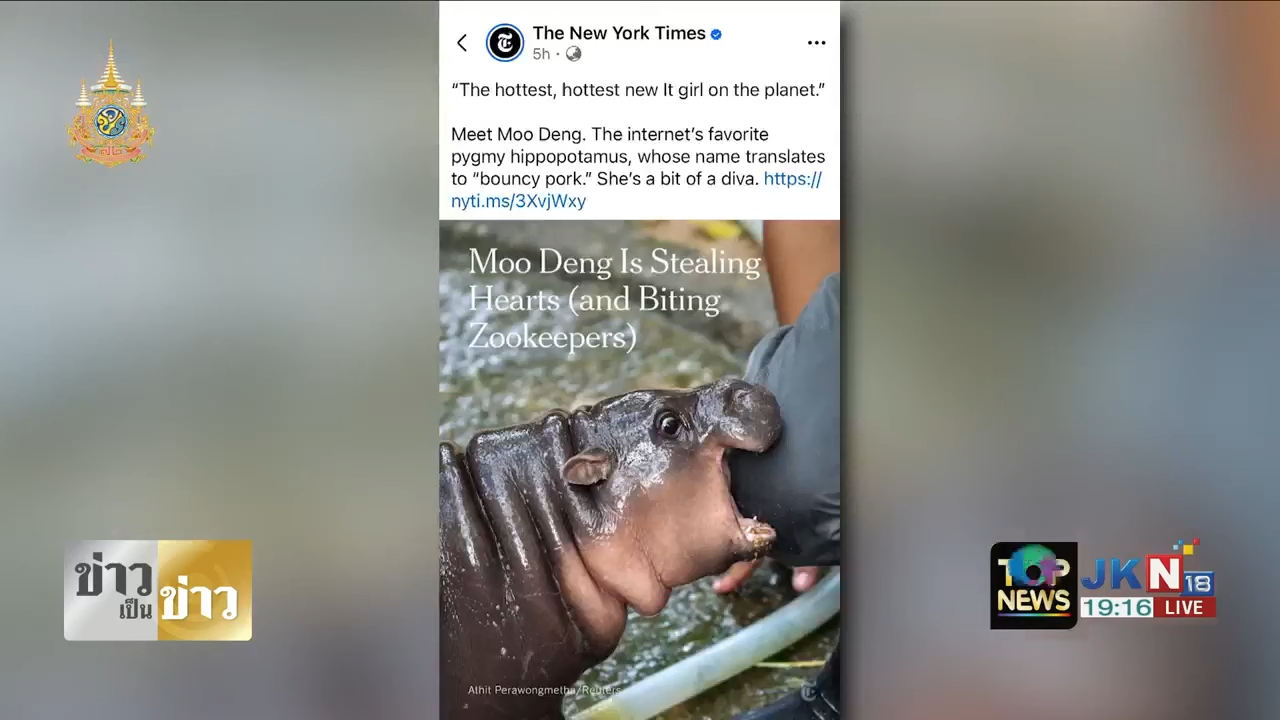 The New York Times
5h
“The hottest, hottest new It girl on the planet.”
Meet Moo Deng. The internet’s favorite
pygmy hippopotamus, whose name translates
to “bouncy pork.” She’s a bit of a diva. https://
nyti.ms/3XvjWxy
Moo Deng Is Stealing
Hearts (and Biting
Zookeepers)
Athit Perawongmetha/Reuters
ข่าว
เป็น
ข่าว
TOP
NEWS
JKN18
19:16 LIVE